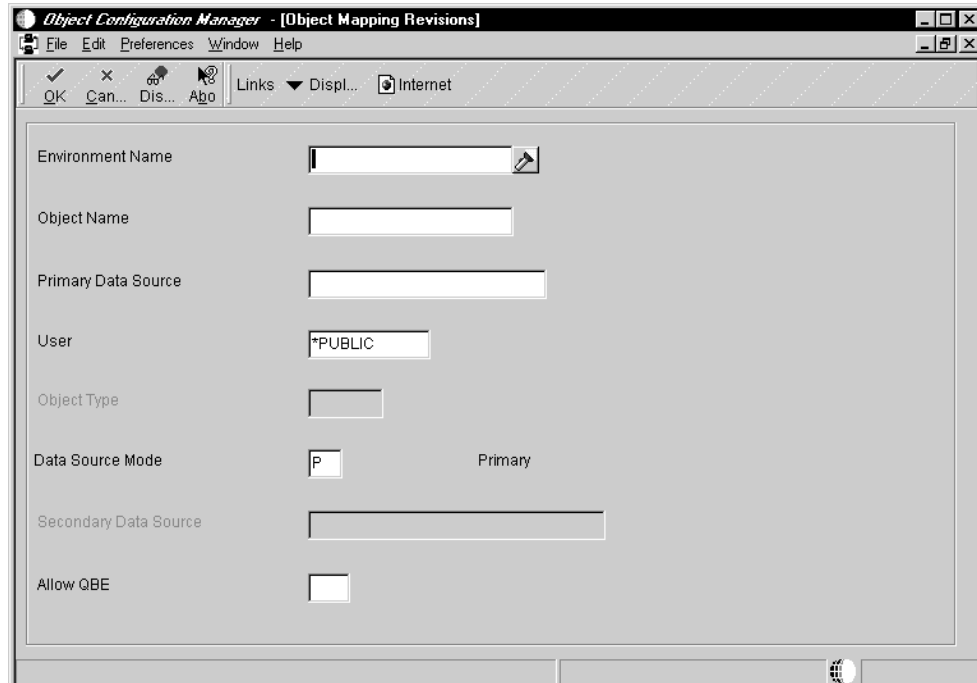 Object Configuration Manager - [Object Mapping Revisions]
File Edit Preferences Window Help
OK Can... Dis... Abo Links Displ... Internet
Environment Name
Object Name
Primary Data Source
User *PUBLIC
Object Type
Data Source Mode P Primary
Secondary Data Source
Allow QBE